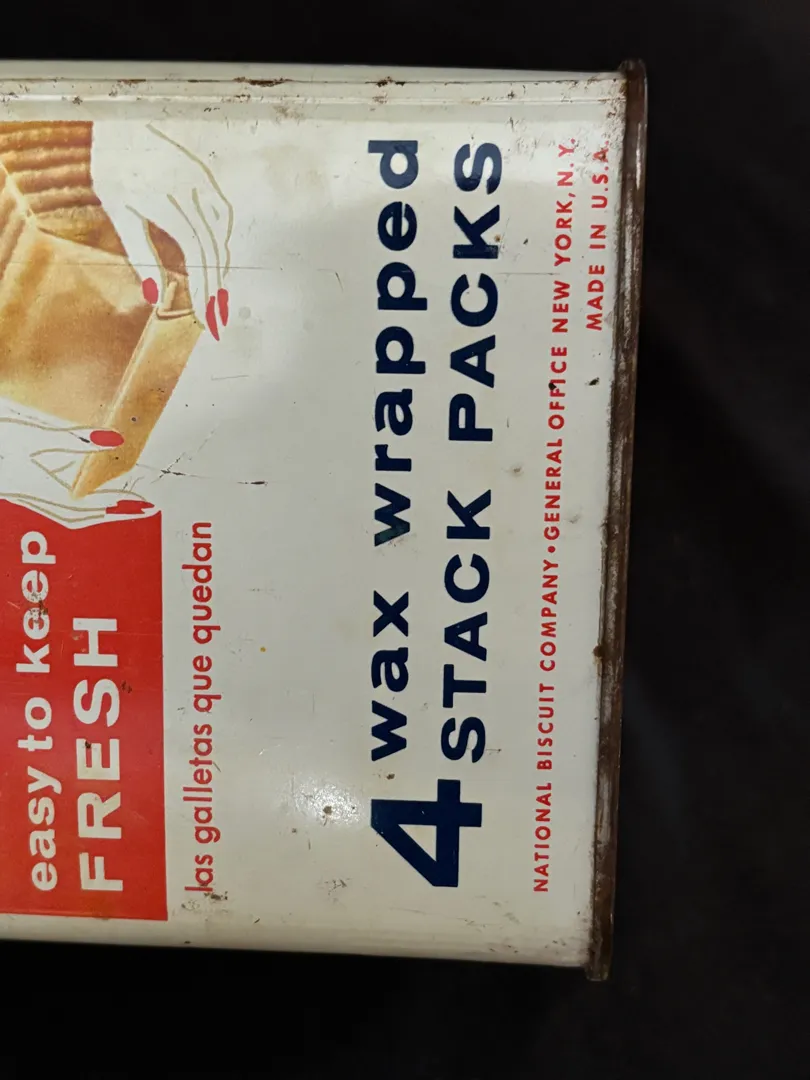 easy to keep
FRESH
las galletas que quedan
4 wax wrapped
STACK PACKS
NATIONAL BISCUIT COMPANY • GENERAL OFFICE NEW YORK, N.Y.
MADE IN U.S.A.